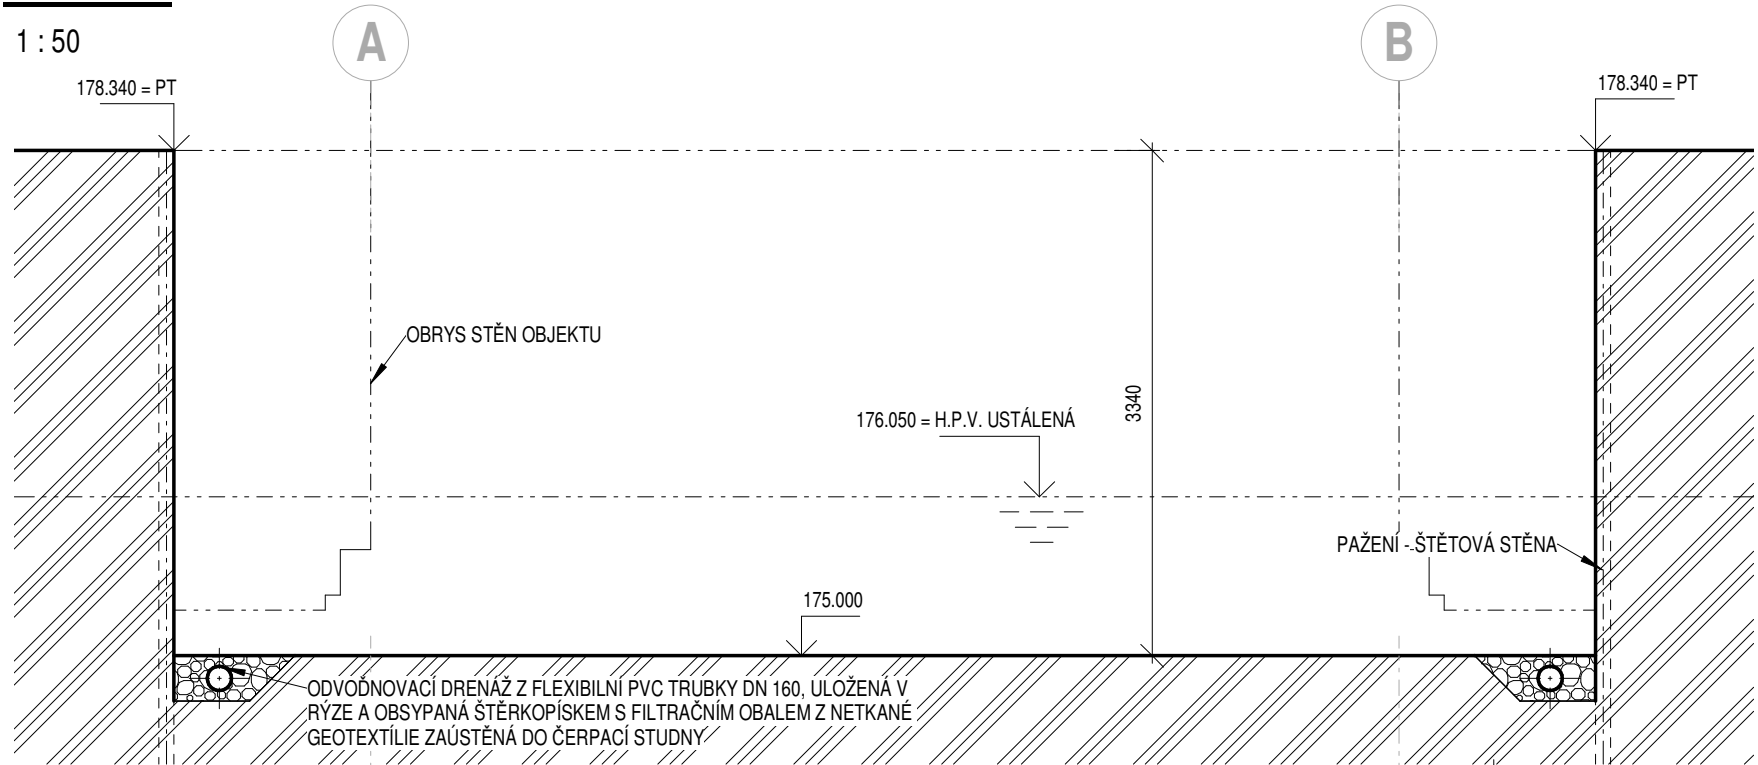 1 : 50
A
B
178.340 = PT
178.340 = PT
OBRYS STĚN OBJEKTU
3340
176.050 = H.P.V. USTÁLENÁ
PAŽENÍ - ŠTĚTOVÁ STĚNA
175.000
ODVOĎNOVACÍ DRENÁŽ Z FLEXIBILNÍ PVC TRUBKY DN 160, ULOŽENÁ V
RÝZE A OBSYPANÁ ŠTĚRKOPÍSKEM S FILTRAČNÍM OBALEM Z NETKANÉ
GEOTEXTÍLIE ZAÚSTĚNÁ DO ČERPACÍ STUDNY